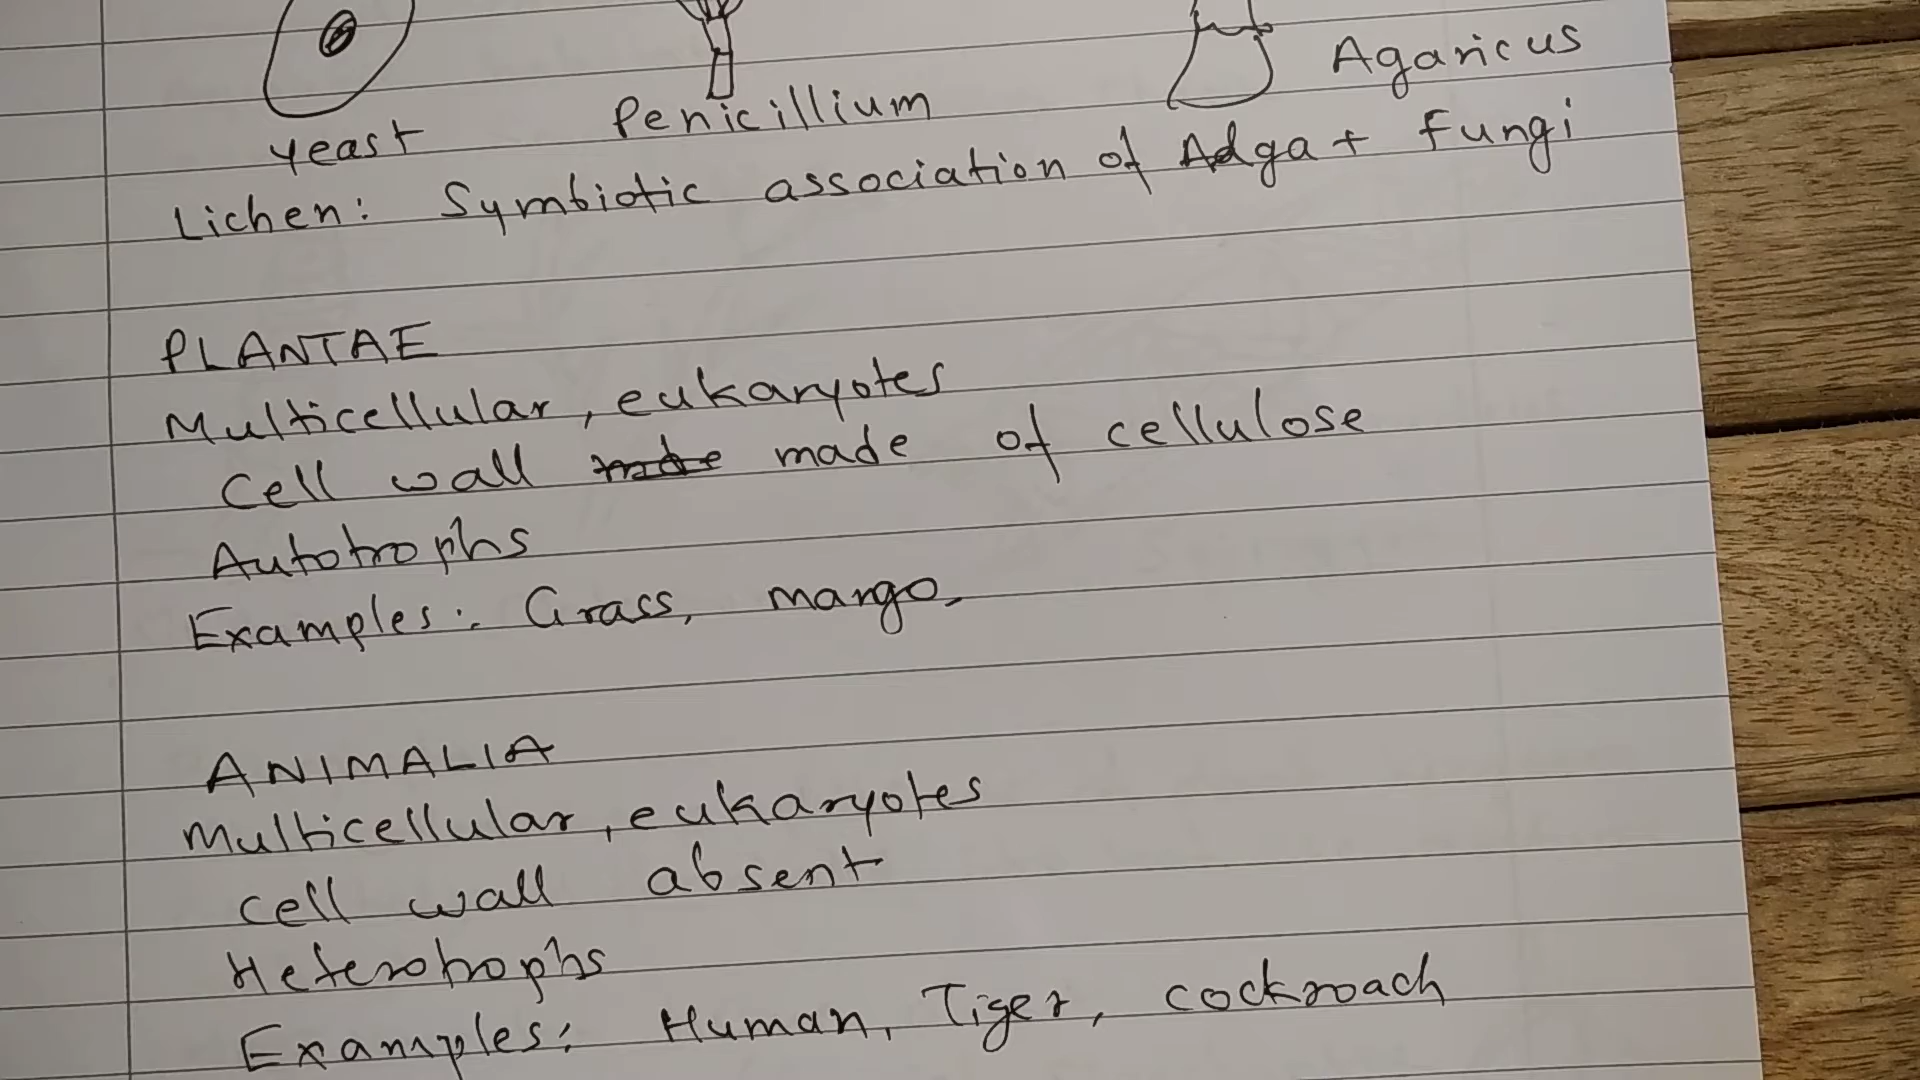 Agaricus
yeast Penicillium
Lichen: Symbiotic association of Adga + Fungi
PLANTAE
Multicellular, eukaryotes
Cell wall made made of cellulose
Autotrophs
Examples: Grass, mango.
ANIMALIA
Multicellular, eukaryotes
cell wall absent
Heterotrophs
Examples: Human, Tiger, cockroach